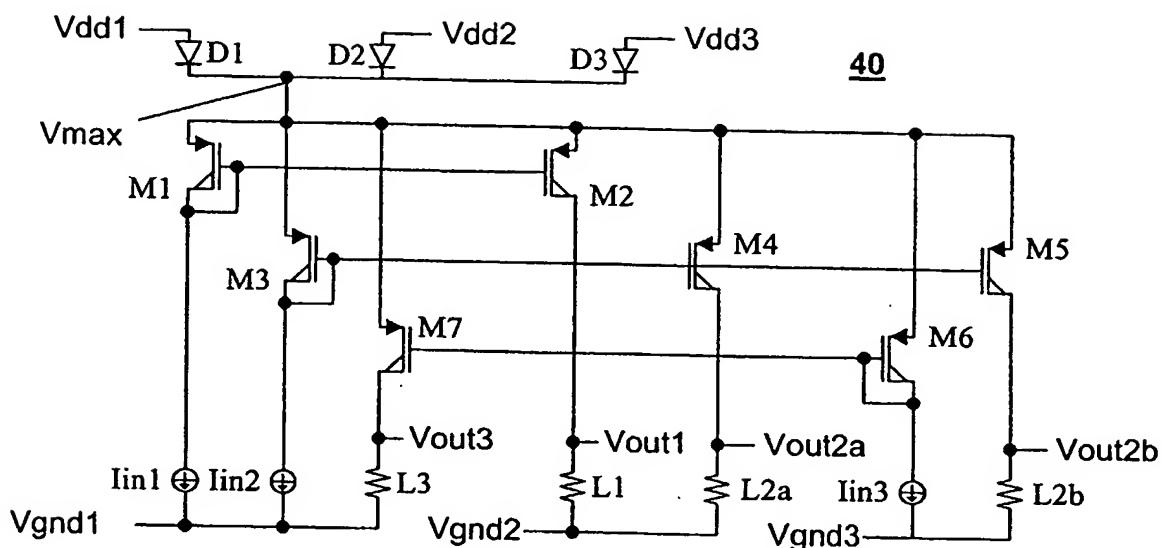 Vdd1
D1
D2
Vdd2
D3
Vdd3
40
Vmax
M1
M2
M3
M4
M5
M7
M6
Vout3
Vout1
Vout2a
Vout2b
Iin1
Iin2
L3
L1
L2a
Iin3
L2b
Vgnd1
Vgnd2
Vgnd3